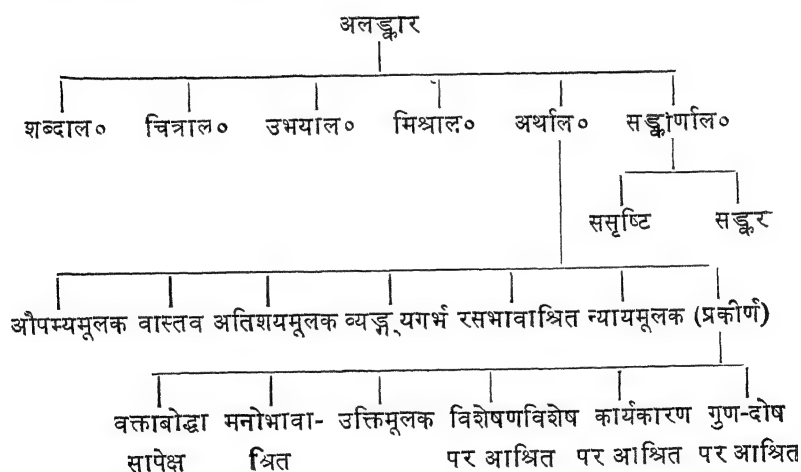 अलङ्कार
शब्दाल० चित्राल० उभयाल० मिश्राल० अर्थाल० सङ्कीर्णाल०
ससृष्टि सङ्कर
औपम्यमूलक वास्तव अतिशयमूलक व्यङ्ग्यगर्भ रसभावाश्रित न्यायमूलक (प्रकीर्ण)
वक्ताबोद्धा मनोभावा- उक्तिमूलक विशेषणविशेष कार्यकारण गुण-दोष
सापेक्ष श्रित पर आश्रित पर आश्रित पर आश्रित